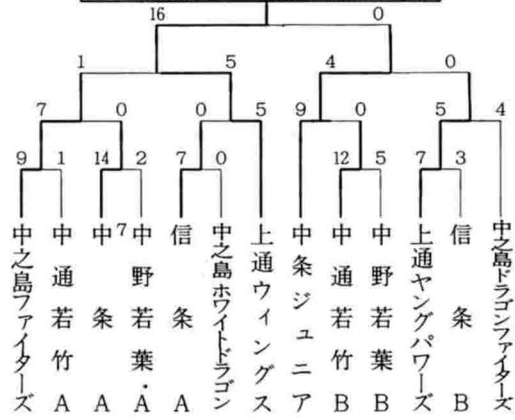 16 0
1 5 4 0
7 0 0 5 9 0 5 4
9 1 14 2 7 0 12 5 7 3
中之島ファイターズ
中通若竹A
中条A
7
中野若葉・A
信条A
中之島ホワイトドラゴン
上通ウィングス
中条ジュニア
中通若竹B
中野若葉B
上通ヤングパワーズ
信条B
中之島ドラゴンファイターズ